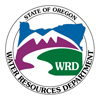 STATE OF OREGON
WRD
WATER RESOURCES DEPARTMENT